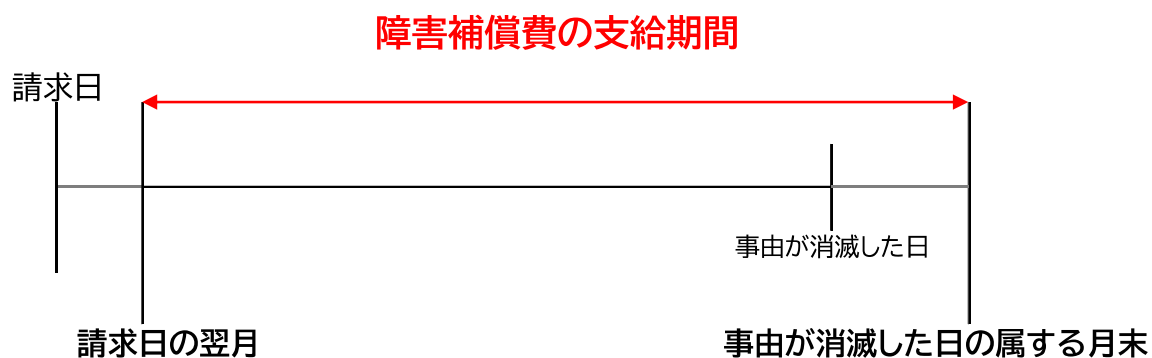 障害補償費の支給期間
請求日
事由が消滅した日
請求日の翌月
事由が消滅した日の属する月末